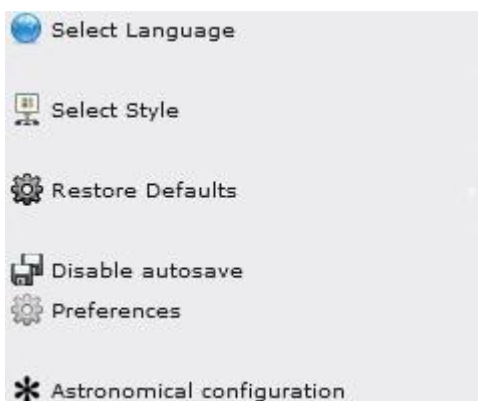 Select Language
Select Style
Restore Defaults
Disable autosave
Preferences
Astronomical configuration